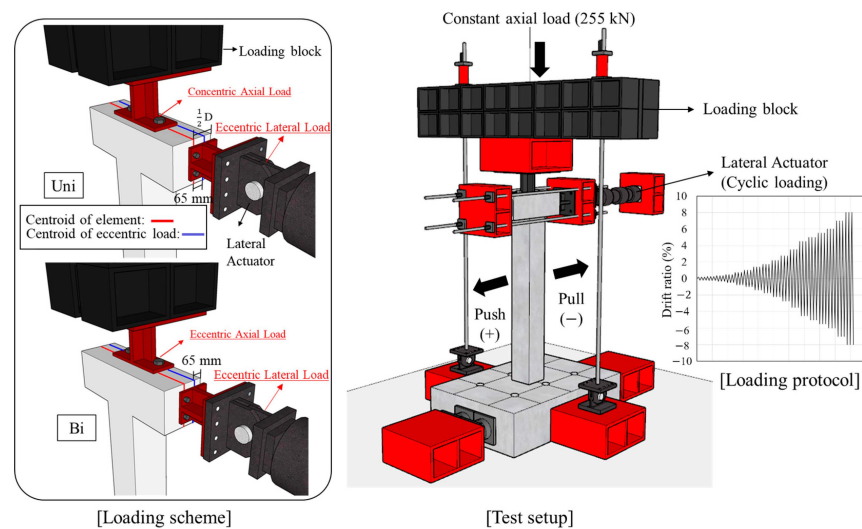 Loading block
Concentric Axial Load
1/2 D
Eccentric Lateral Load
Uni
65 mm
Centroid of element:
Centroid of eccentric load:
Lateral
Actuator
Eccentric Axial Load
65 mm
Eccentric Lateral Load
Bi
[Loading scheme]
Constant axial load (255 kN)
Loading block
Lateral Actuator
(Cyclic loading)
Push
(+)
Pull
(−)
[Test setup]
Drift ratio (%)
10
8
6
4
2
0
−2
−4
−6
−8
−10
[Loading protocol]